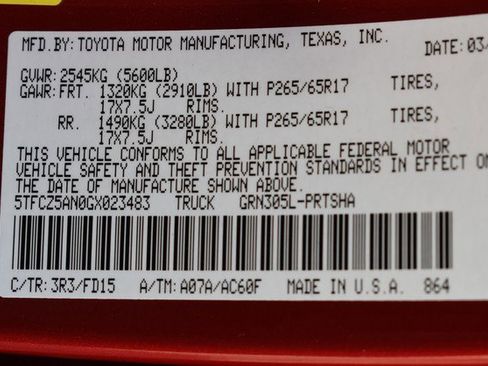 MFD.BY: TOYOTA MOTOR MANUFACTURING, TEXAS, INC.
DATE: 03/
GVWR: 2545KG (5600LB)
GAWR: FRT. 1320KG (2910LB) WITH P265/65R17 TIRES,
17X7.5J RIMS.
RR. 1490KG (3280LB) WITH P265/65R17 TIRES,
17X7.5J RIMS.
THIS VEHICLE CONFORMS TO ALL APPLICABLE FEDERAL MOTOR
VEHICLE SAFETY AND THEFT PREVENTION STANDARDS IN EFFECT ON
THE DATE OF MANUFACTURE SHOWN ABOVE.
5TFCZ5AN0GX023483 TRUCK GRN305L-PRTSHA
C/TR: 3R3/FD15 A/TM: A07A/AC60F MADE IN U.S.A. 864